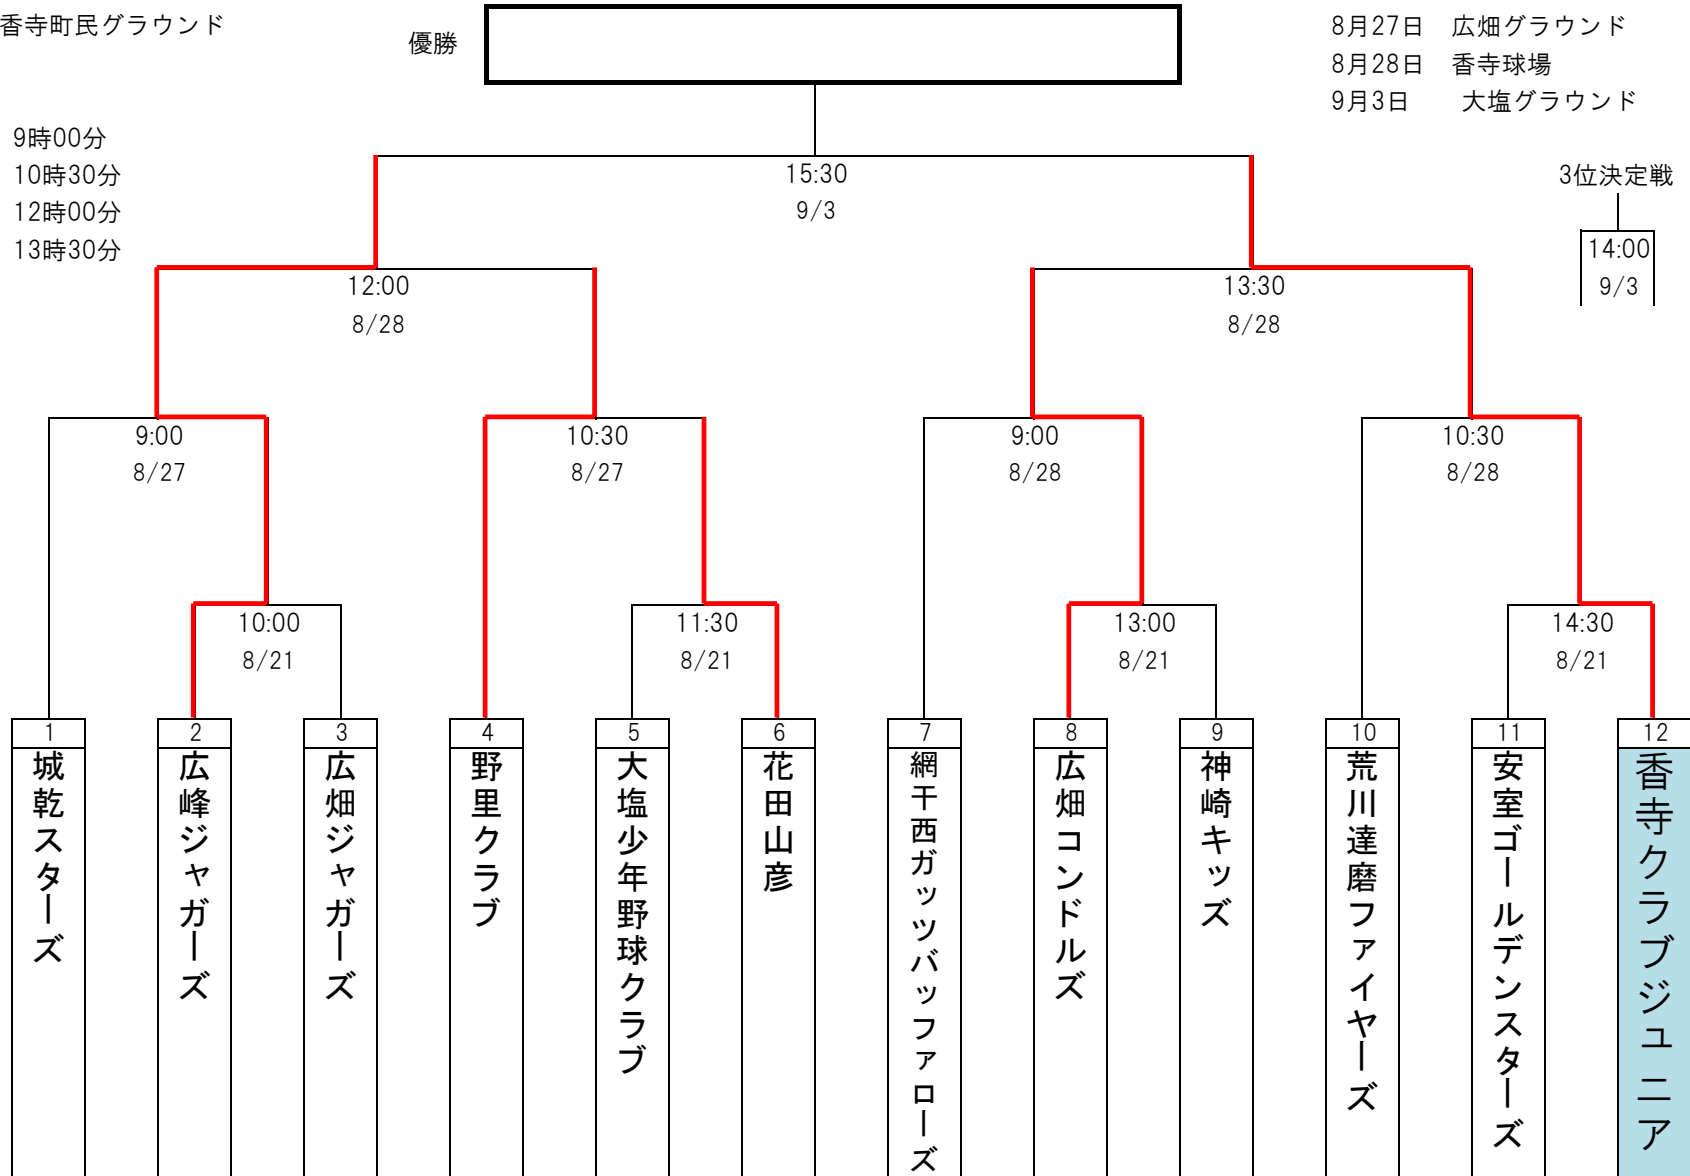 香寺町民グラウンド
優勝
8月27日 広畑グラウンド
8月28日 香寺球場
9月3日 大塩グラウンド
9時00分
10時30分
12時00分
13時30分
15:30
9/3
3位決定戦
14:00
9/3
12:00
8/28
13:30
8/28
9:00
8/27
10:30
8/27
9:00
8/28
10:30
8/28
10:00
8/21
11:30
8/21
13:00
8/21
14:30
8/21
1
城乾スターズ
2
広峰ジャガーズ
3
広畑ジャガーズ
4
野里クラブ
5
大塩少年野球クラブ
6
花田山彦
7
網干西ガッツバッファローズ
8
広畑コンドルズ
9
神崎キッズ
10
荒川達磨ファイヤーズ
11
安室ゴールデンスターズ
12
香寺クラブジュニア